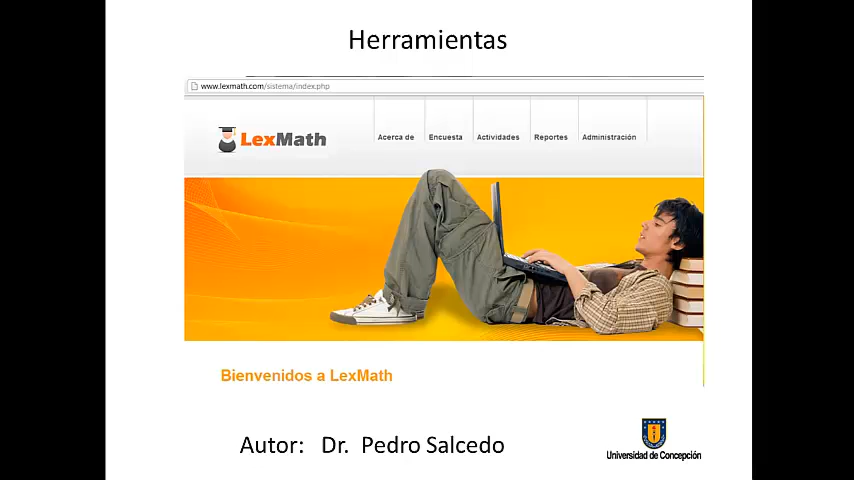 Herramientas
www.lexmath.com/sistema/index.php
LexMath
Acerca de Encuesta Actividades Reportes Administración
Bienvenidos a LexMath
Autor: Dr. Pedro Salcedo
Universidad de Concepción